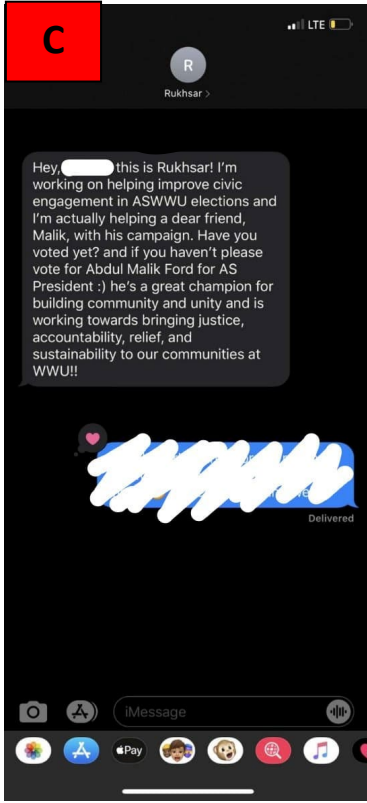 C
LTE
R
Rukhsar >
Hey, this is Rukhsar! I'm
working on helping improve civic
engagement in ASWWU elections and
I'm actually helping a dear friend,
Malik, with his campaign. Have you
voted yet? and if you haven't please
vote for Abdul Malik Ford for AS
President :) he's a great champion for
building community and unity and is
working towards bringing justice,
accountability, relief, and
sustainability to our communities at
WWU!!
Delivered
iMessage
Pay